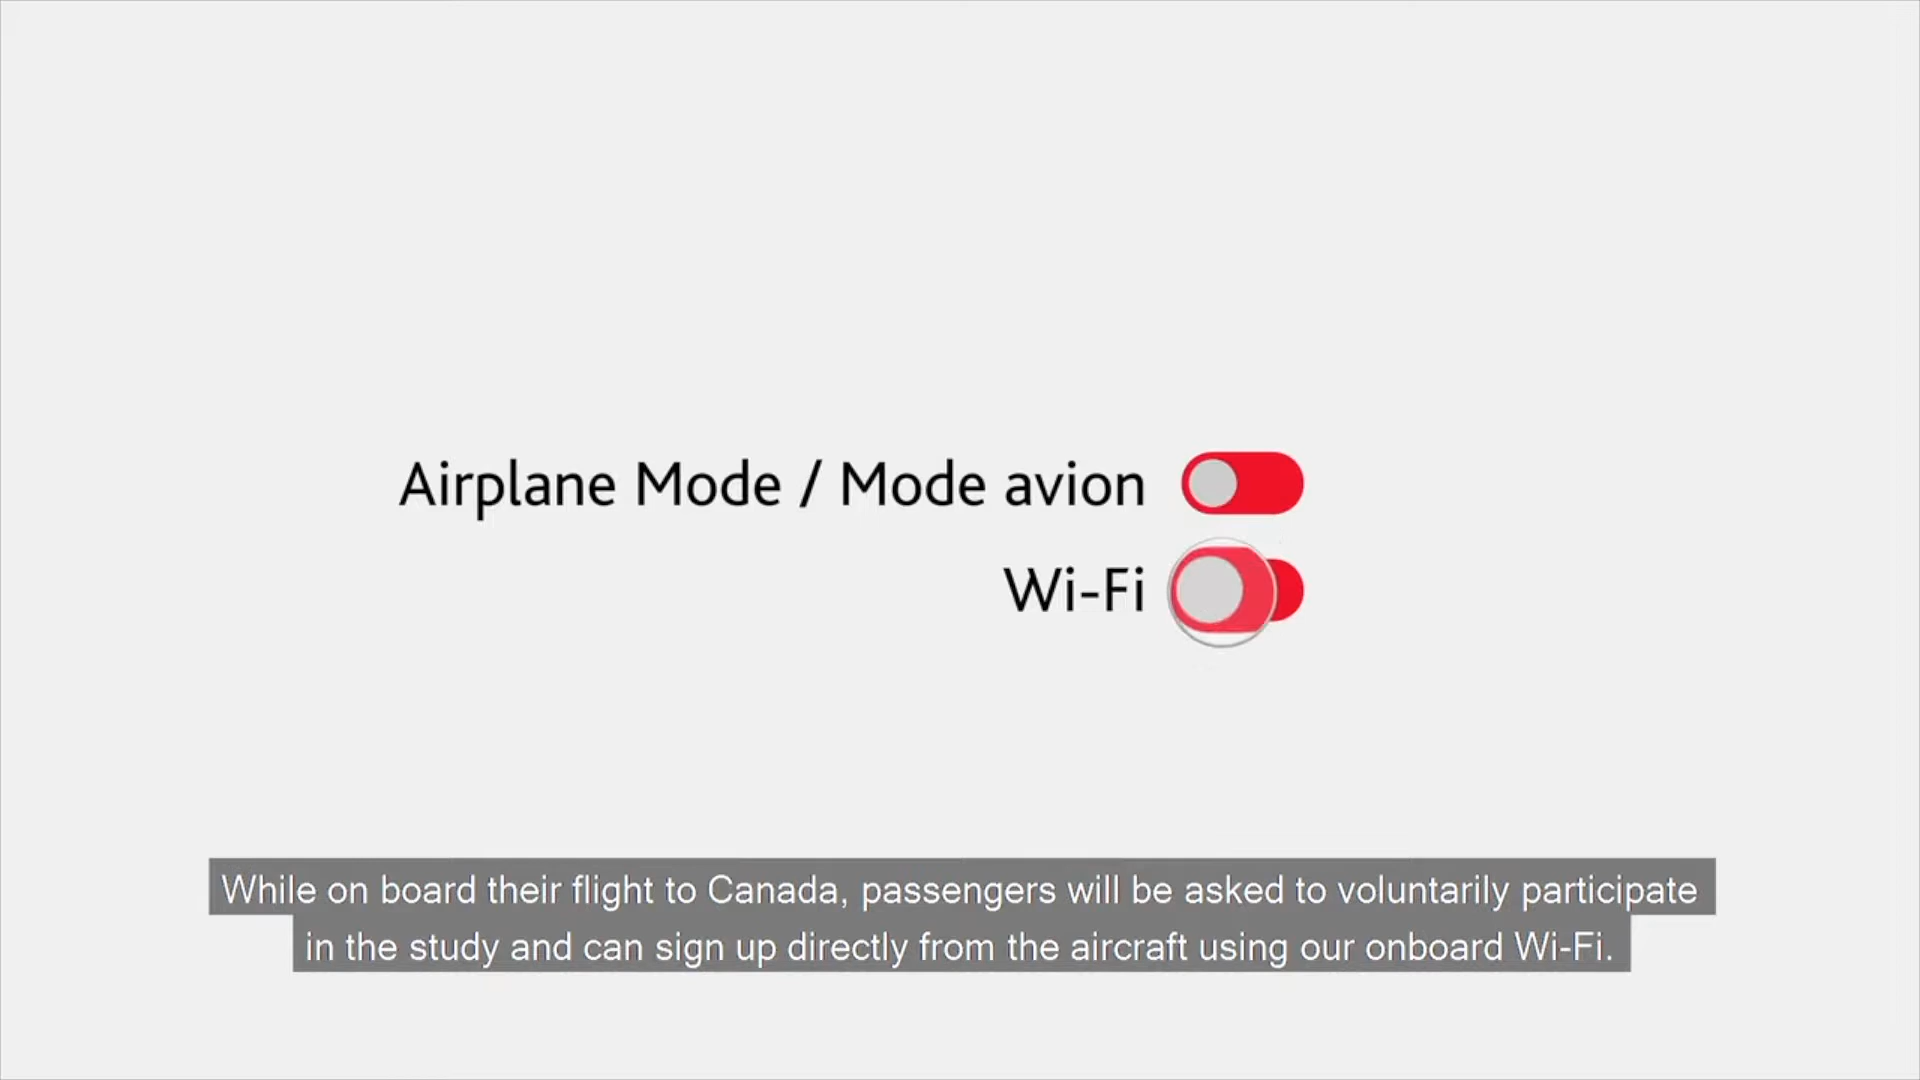 Airplane Mode / Mode avion
Wi-Fi
While on board their flight to Canada, passengers will be asked to voluntarily participate
in the study and can sign up directly from the aircraft using our onboard Wi-Fi.